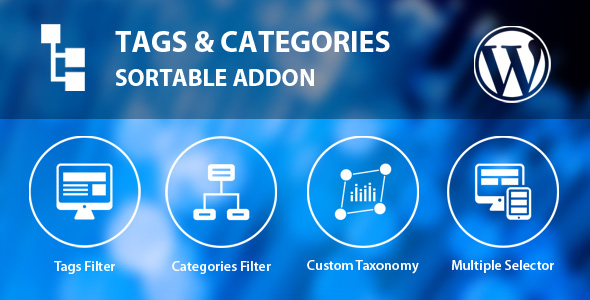 TAGS & CATEGORIES
SORTABLE ADDON
Tags Filter
Categories Filter
Custom Taxonomy
Multiple Selector